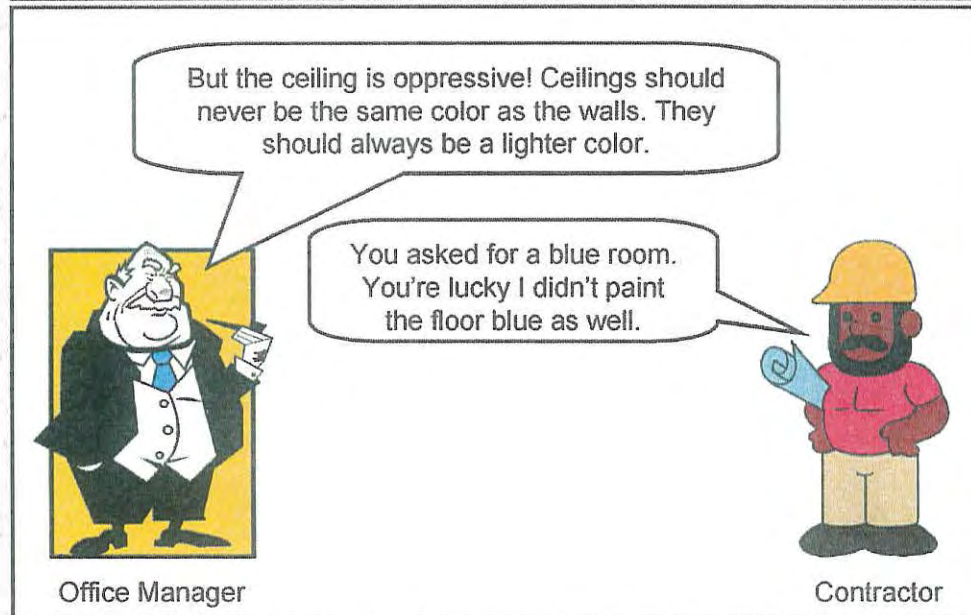 But the ceiling is oppressive! Ceilings should
never be the same color as the walls. They
should always be a lighter color.
You asked for a blue room.
You're lucky I didn't paint
the floor blue as well.
Office Manager
Contractor